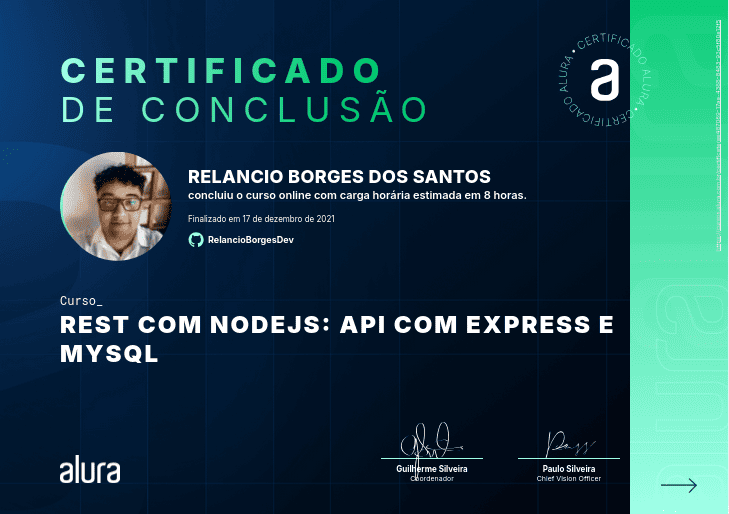 CERTIFICADO
DE CONCLUSÃO
ALURA • CERTIFICADO ALURA • CERTIFICADO
a
RELANCIO BORGES DOS SANTOS
concluiu o curso online com carga horária estimada em 8 horas.
Finalizado em 17 de dezembro de 2021
RelancioBorgesDev
Curso_
REST COM NODEJS: API COM EXPRESS E
MYSQL
alura
Guilherme Silveira
Coordenador
Paulo Silveira
Chief Vision Officer
alura